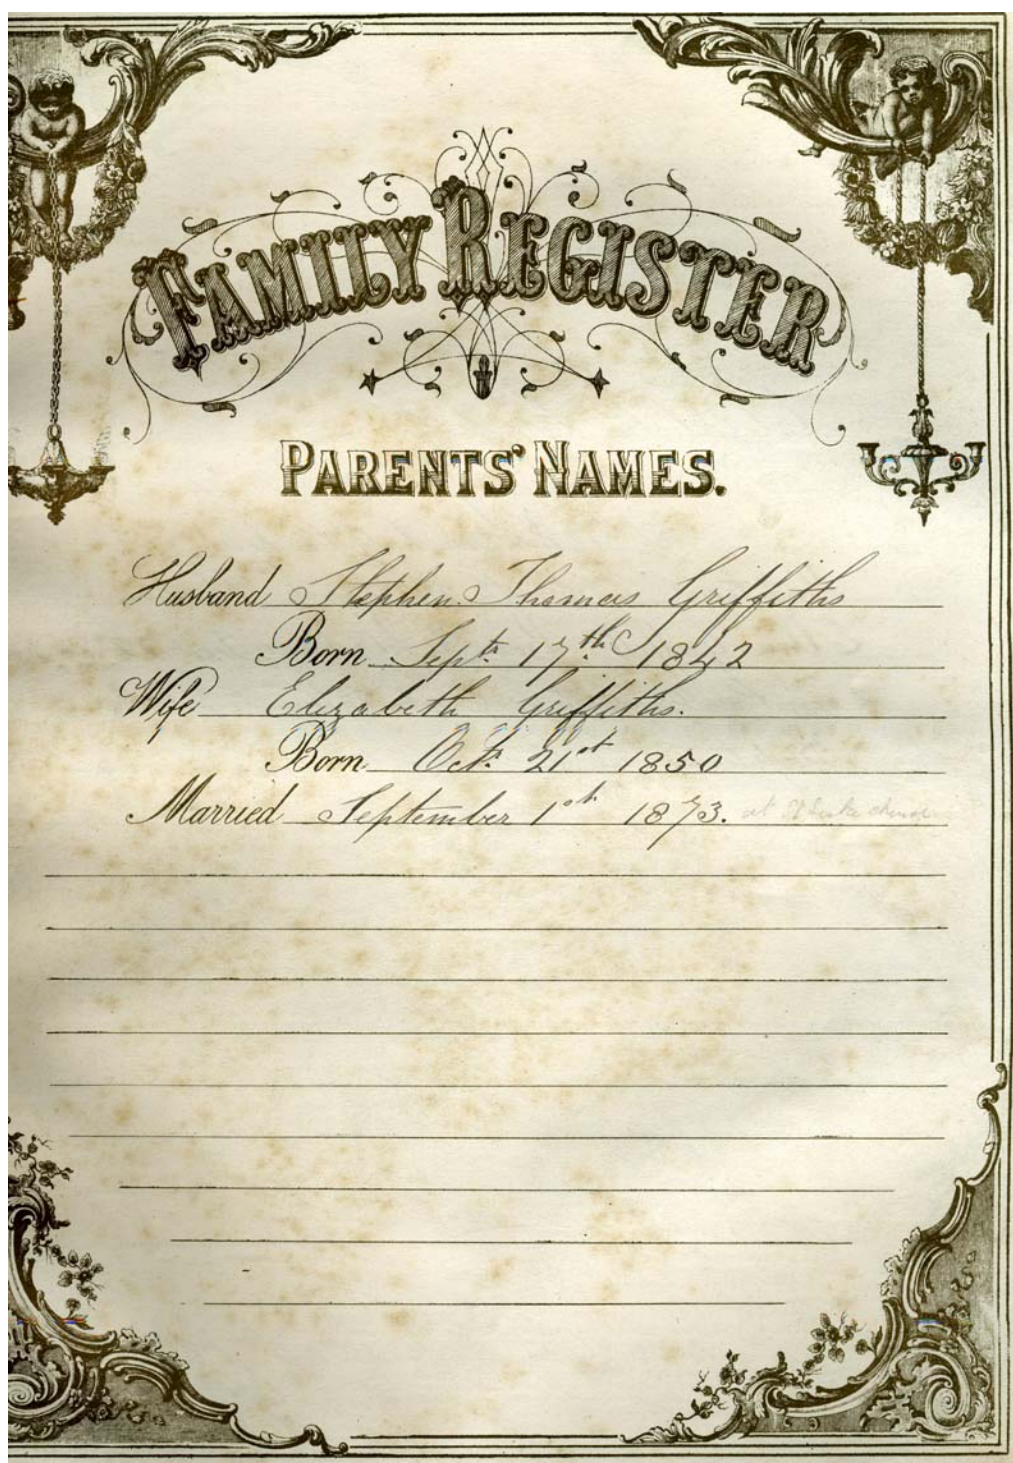 FAMILY REGISTER
PARENTS' NAMES.
Husband Stephen Thomas Griffiths
Born Sept. 17th 1842
Wife Elizabeth Griffiths.
Born Oct. 21st 1850
Married September 1st 1873. at